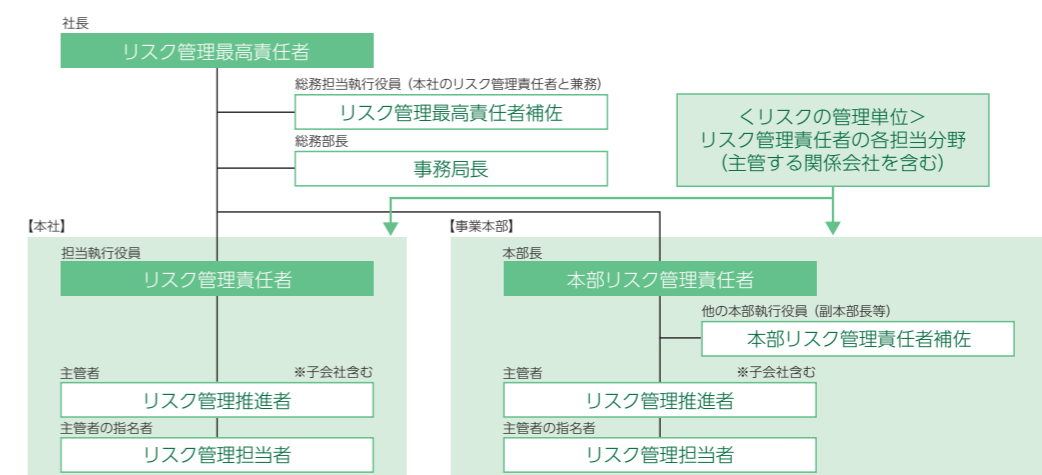 社長
リスク管理最高責任者
総務担当執行役員（本社のリスク管理責任者と兼務）
リスク管理最高責任者補佐
総務部長
事務局長
＜リスクの管理単位＞
リスク管理責任者の各担当分野
（主管する関係会社を含む）
【本社】
担当執行役員
リスク管理責任者
主管者
※子会社含む
リスク管理推進者
主管者の指名者
リスク管理担当者
【事業本部】
本部長
本部リスク管理責任者
他の本部執行役員（副本部長等）
本部リスク管理責任者補佐
主管者
※子会社含む
リスク管理推進者
主管者の指名者
リスク管理担当者